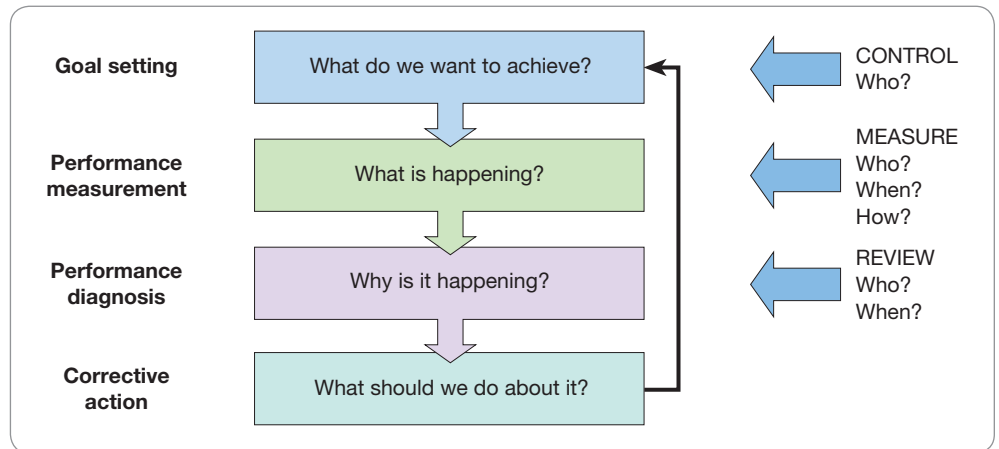 Goal setting
What do we want to achieve?
CONTROL
Who?
Performance
measurement
What is happening?
MEASURE
Who?
When?
How?
Performance
diagnosis
Why is it happening?
REVIEW
Who?
When?
Corrective
action
What should we do about it?